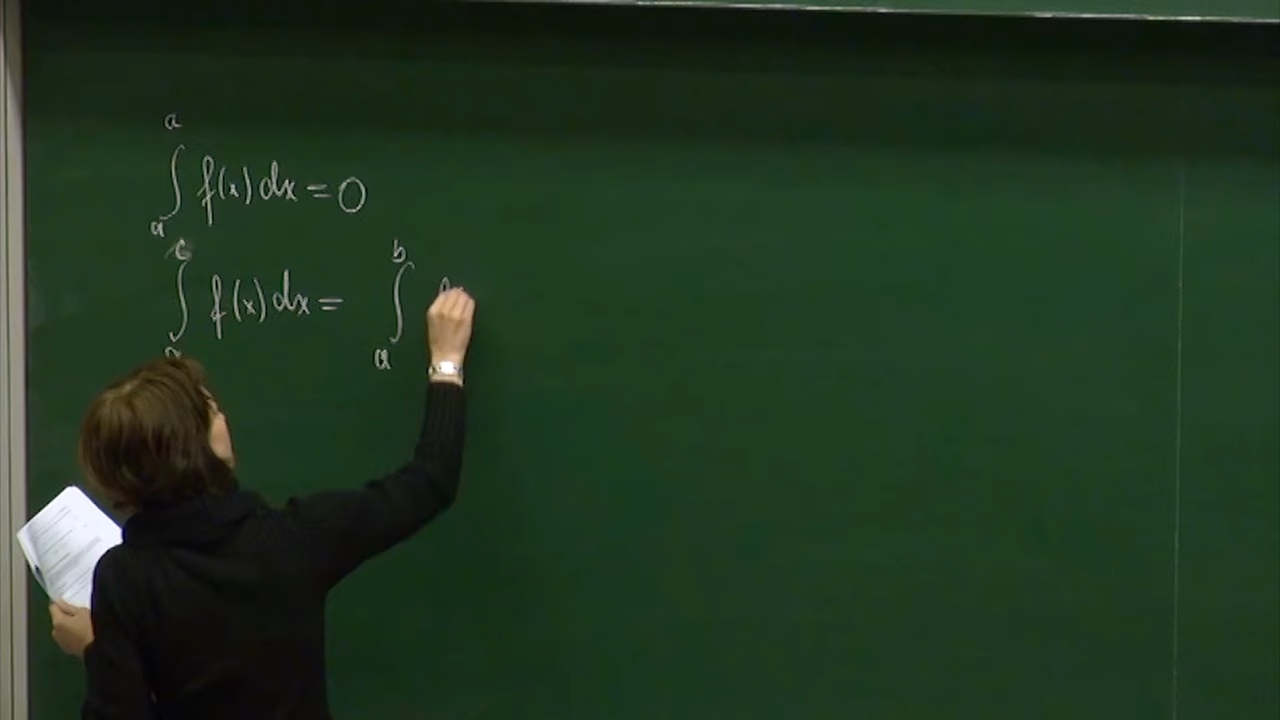 ∫ₐᵃ f(x) dx = 0
∫ₐᶜ f(x) dx = ∫ₐᵇ